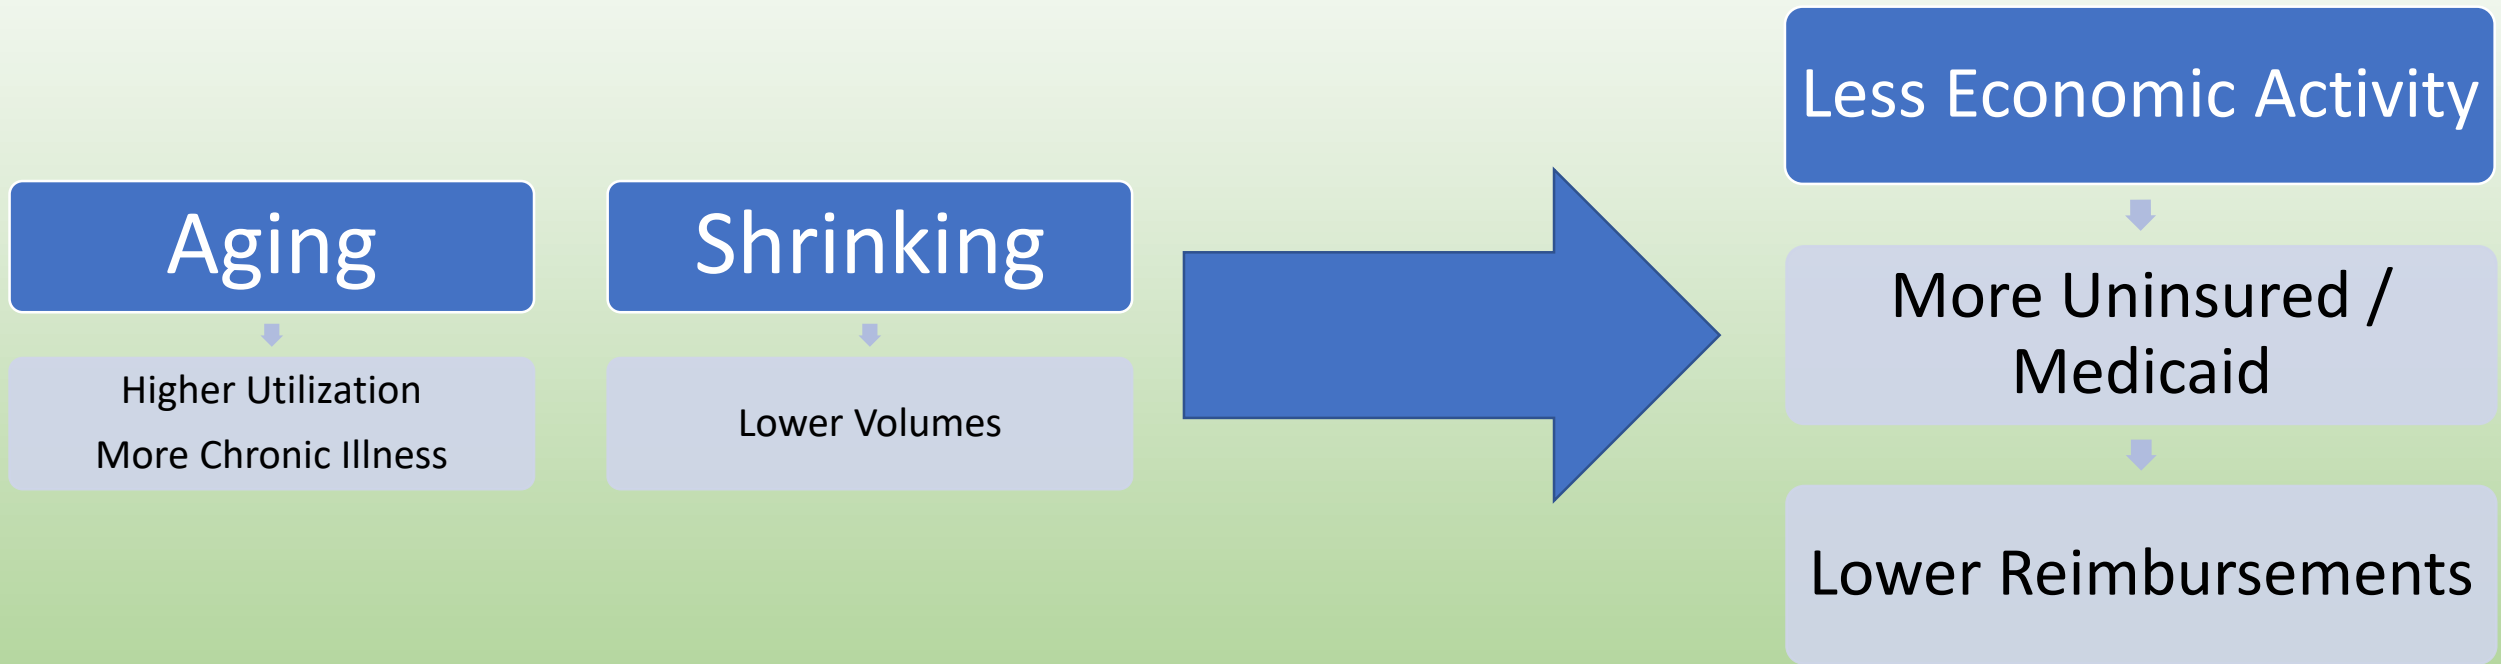 Aging
Higher Utilization
More Chronic Illness
Shrinking
Lower Volumes
Less Economic Activity
More Uninsured /
Medicaid
Lower Reimbursements